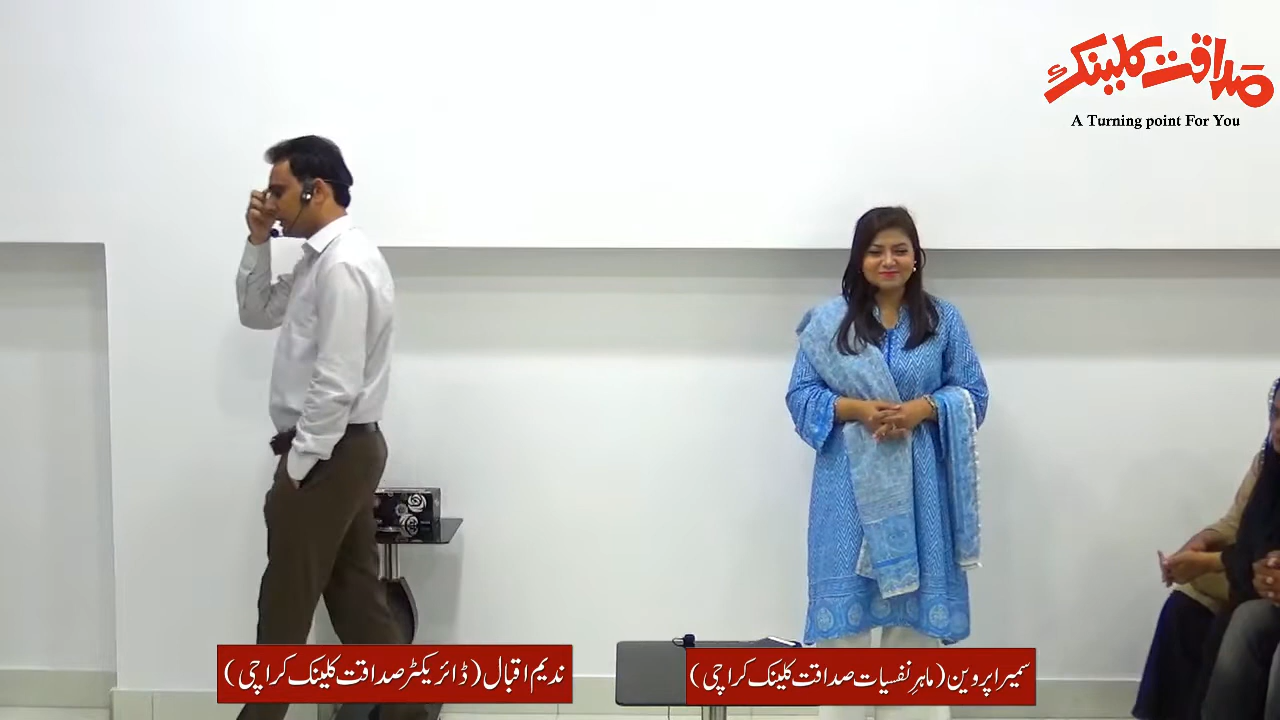 صداقت کلینک
A Turning point For You
ندیم اقبال (ڈائریکٹر صداقت کلینک کراچی)
سمیرا پروین (ماہرِ نفسیات صداقت کلینک کراچی)